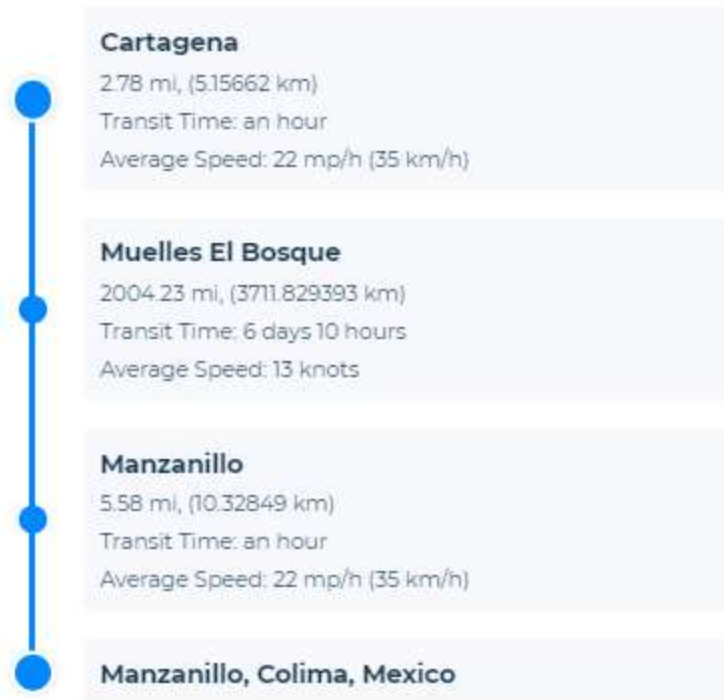 Cartagena
2.78 mi, (5.15662 km)
Transit Time: an hour
Average Speed: 22 mp/h (35 km/h)
Muelles El Bosque
2004.23 mi, (3711.829393 km)
Transit Time: 6 days 10 hours
Average Speed: 13 knots
Manzanillo
5.58 mi, (10.32849 km)
Transit Time: an hour
Average Speed: 22 mp/h (35 km/h)
Manzanillo, Colima, Mexico